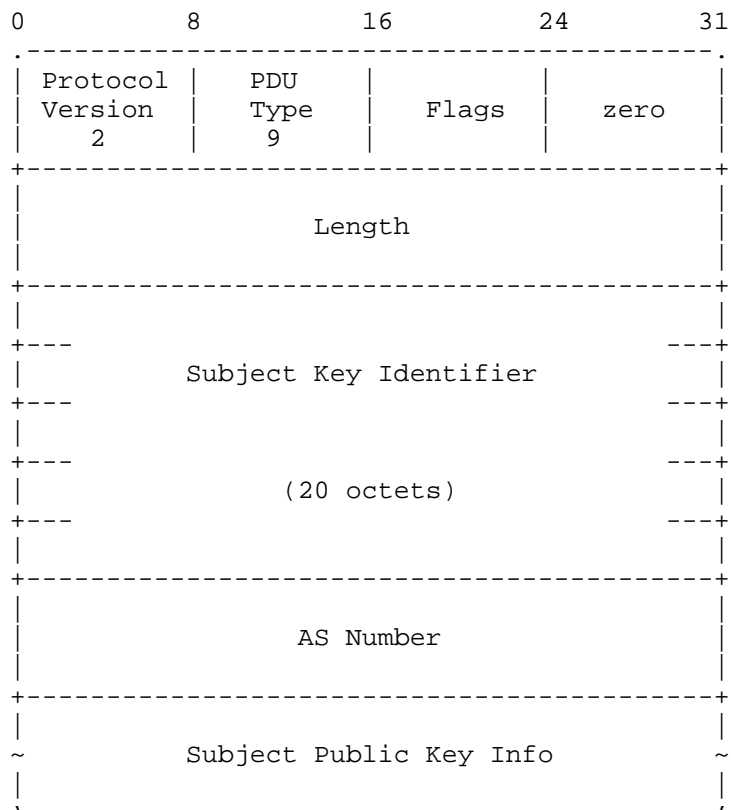 0 8 16 24 31
Protocol PDU
Version Type Flags zero
2 9
Length
Subject Key Identifier
(20 octets)
AS Number
Subject Public Key Info